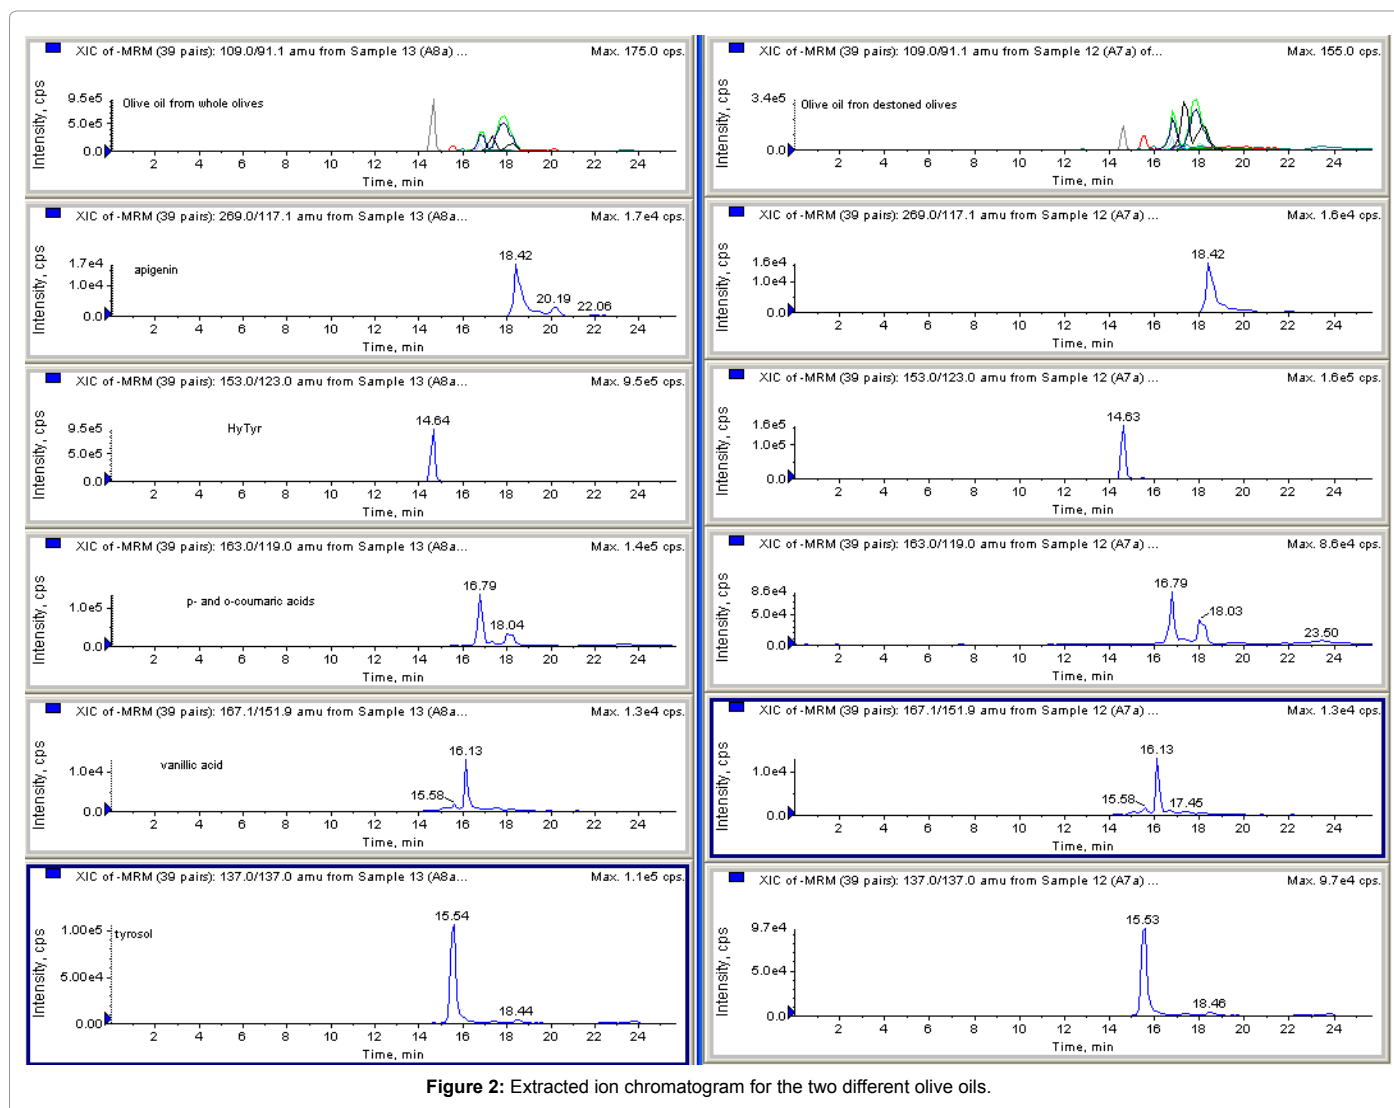 XIC of -MRM (39 pairs): 109.0/91.1 amu from Sample 13 (A8a) ... Max. 175.0 cps.
Intensity, cps
9.5e5
5.0e5
0.0
Olive oil from whole olives
2 4 6 8 10 12 14 16 18 20 22 24
Time, min
XIC of -MRM (39 pairs): 269.0/117.1 amu from Sample 13 (A8a... Max. 1.7e4 cps.
Intensity, cps
1.7e4
1.0e4
0.0
apigenin
18.42
20.19
22.06
2 4 6 8 10 12 14 16 18 20 22 24
Time, min
XIC of -MRM (39 pairs): 153.0/123.0 amu from Sample 13 (A8a... Max. 9.5e5 cps.
Intensity, cps
9.5e5
5.0e5
0.0
HyTyr
14.64
2 4 6 8 10 12 14 16 18 20 22 24
Time, min
XIC of -MRM (39 pairs): 163.0/119.0 amu from Sample 13 (A8a... Max. 1.4e5 cps.
Intensity, cps
1.0e5
0.0
p- and o-coumaric acids
16.79
18.04
2 4 6 8 10 12 14 16 18 20 22 24
Time, min
XIC of -MRM (39 pairs): 167.1/151.9 amu from Sample 13 (A8a... Max. 1.3e4 cps.
Intensity, cps
1.0e4
0.0
vanillic acid
16.13
15.58
2 4 6 8 10 12 14 16 18 20 22 24
Time, min
XIC of -MRM (39 pairs): 137.0/137.0 amu from Sample 13 (A8a... Max. 1.1e5 cps.
Intensity, cps
1.00e5
5.00e4
0.00
tyrosol
15.54
18.44
2 4 6 8 10 12 14 16 18 20 22 24
Time, min
XIC of -MRM (39 pairs): 109.0/91.1 amu from Sample 12 (A7a) of... Max. 155.0 cps.
Intensity, cps
3.4e5
0.0
Olive oil fron destoned olives
2 4 6 8 10 12 14 16 18 20 22 24
Time, min
XIC of -MRM (39 pairs): 269.0/117.1 amu from Sample 12 (A7a) ... Max. 1.6e4 cps.
Intensity, cps
1.6e4
1.0e4
0.0
18.42
2 4 6 8 10 12 14 16 18 20 22 24
Time, min
XIC of -MRM (39 pairs): 153.0/123.0 amu from Sample 12 (A7a) ... Max. 1.6e5 cps.
Intensity, cps
1.6e5
1.0e5
0.0
14.63
2 4 6 8 10 12 14 16 18 20 22 24
Time, min
XIC of -MRM (39 pairs): 163.0/119.0 amu from Sample 12 (A7a) ... Max. 8.6e4 cps.
Intensity, cps
8.6e4
5.0e4
0.0
16.79
18.03
23.50
2 4 6 8 10 12 14 16 18 20 22 24
Time, min
XIC of -MRM (39 pairs): 167.1/151.9 amu from Sample 12 (A7a) ... Max. 1.3e4 cps.
Intensity, cps
1.0e4
0.0
16.13
15.58
17.45
2 4 6 8 10 12 14 16 18 20 22 24
Time, min
XIC of -MRM (39 pairs): 137.0/137.0 amu from Sample 12 (A7a) ... Max. 9.7e4 cps.
Intensity, cps
9.7e4
5.0e4
0.0
15.53
18.46
2 4 6 8 10 12 14 16 18 20 22 24
Time, min
Figure 2: Extracted ion chromatogram for the two different olive oils.